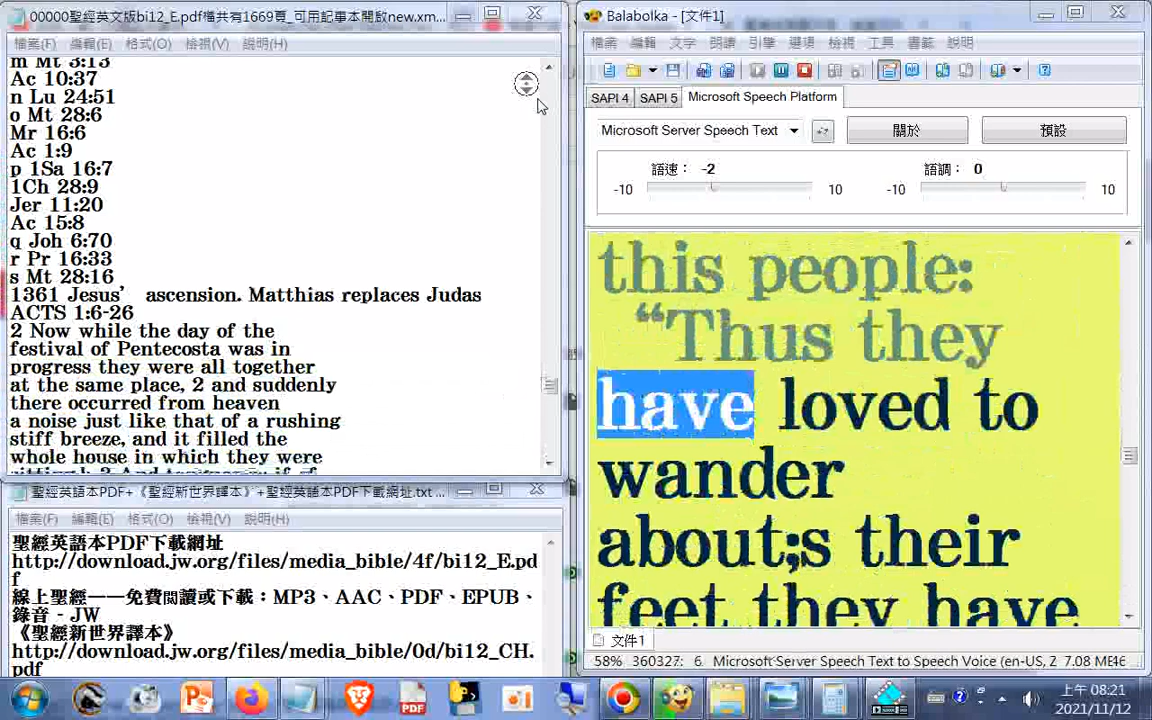 00000聖經英文版bi12_E.pdf檔共有1669頁_可用記事本開啟new.xm...
檔案(F) 編輯(E) 格式(O) 檢視(V) 說明(H)
m Mt 3:13
Ac 10:37
n Lu 24:51
o Mt 28:6
Mr 16:6
Ac 1:9
p 1Sa 16:7
1Ch 28:9
Jer 11:20
Ac 15:8
q Joh 6:70
r Pr 16:33
s Mt 28:16
1361 Jesus’ ascension. Matthias replaces Judas
ACTS 1:6-26
2 Now while the day of the
festival of Pentecosta was in
progress they were all together
at the same place, 2 and suddenly
there occurred from heaven
a noise just like that of a rushing
stiff breeze, and it filled the
whole house in which they were
聖經英語本PDF+《聖經新世界譯本》+聖經英語本PDF下載網址.txt ...
檔案(F) 編輯(E) 格式(O) 檢視(V) 說明(H)
聖經英語本PDF下載網址
http://download.jw.org/files/media_bible/4f/bi12_E.pd
f
線上聖經——免費閱讀或下載：MP3、AAC、PDF、EPUB、
錄音 - JW
《聖經新世界譯本》
http://download.jw.org/files/media_bible/0d/bi12_CH.
pdf
Balabolka - [文件1]
檔案 編輯 文字 朗讀 引擎 選項 檢視 工具 書籤 說明
SAPI 4 SAPI 5 Microsoft Speech Platform
Microsoft Server Speech Text 關於 預設
語速： -2 語調： 0
-10 10 -10 10
this people:
“Thus they
have loved to
wander
about;s their
feet they have
文件1
58% 360327: 6 Microsoft Server Speech Text to Speech Voice (en-US, 2 7.08 ME46
上午 08:21
2021/11/12